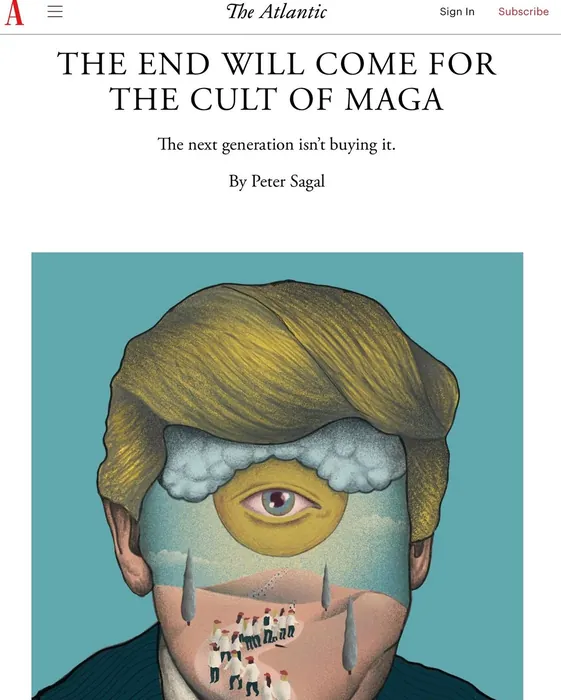 A
The Atlantic
Sign In
Subscribe
THE END WILL COME FOR
THE CULT OF MAGA
The next generation isn’t buying it.
By Peter Sagal